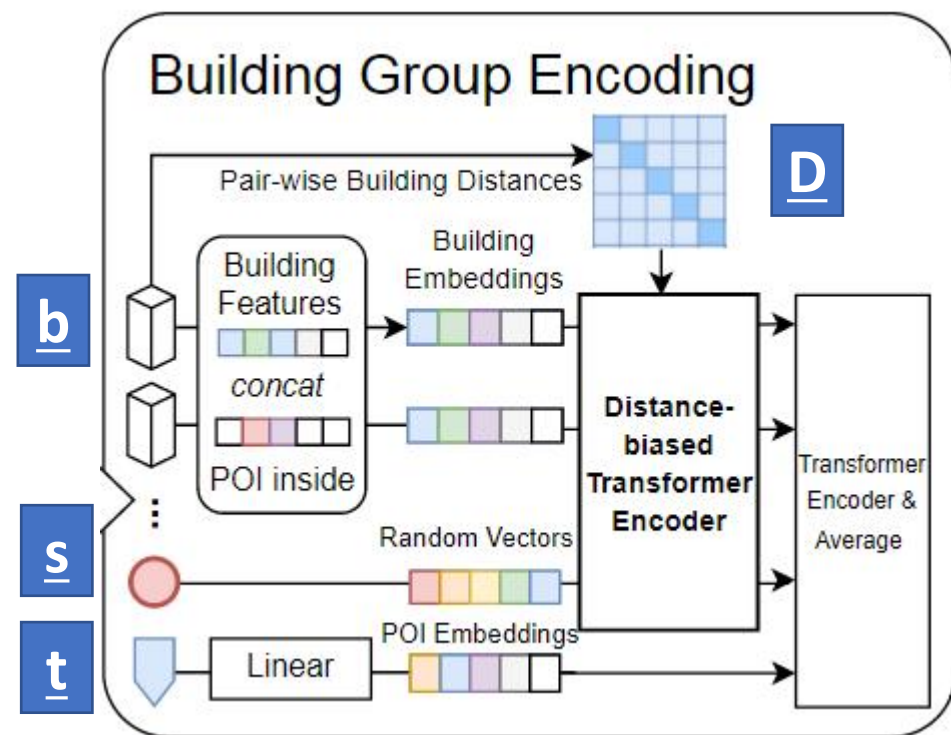 Building Group Encoding
D
Pair-wise Building Distances
b
Building
Features
concat
POI inside
Building
Embeddings
Distance-
biased
Transformer
Encoder
Transformer
Encoder &
Average
⋮
s
Random Vectors
t
Linear
POI Embeddings